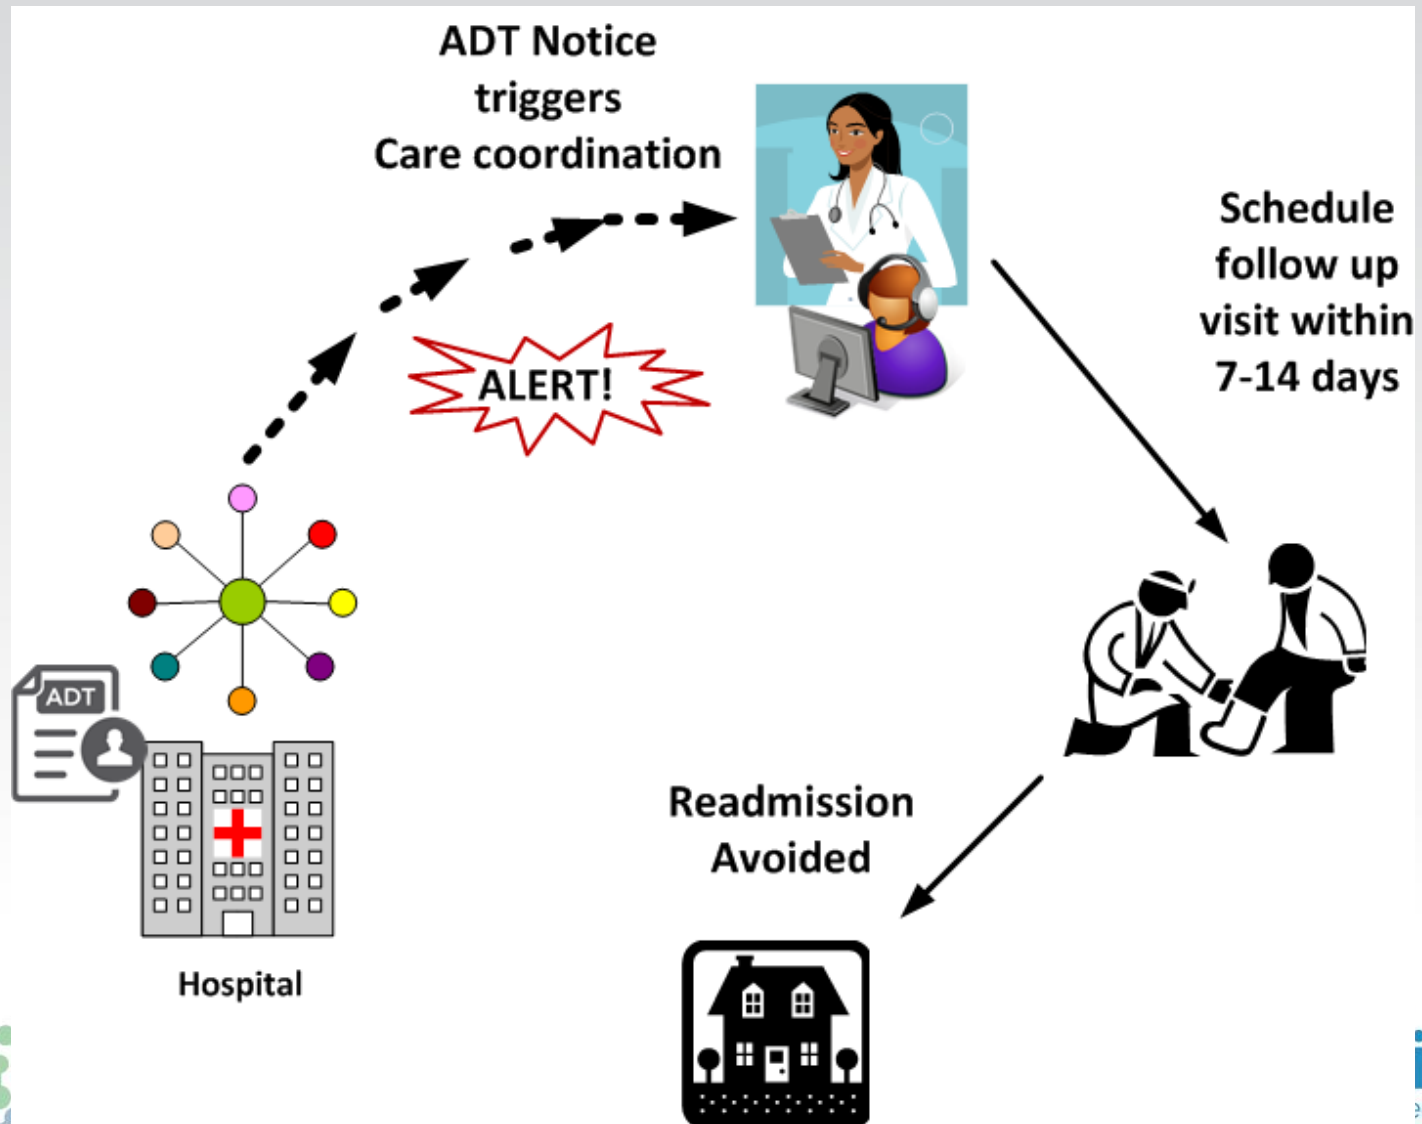 ADT Notice
triggers
Care coordination
Schedule
follow up
visit within
7-14 days
ALERT!
ADT
Readmission
Avoided
Hospital